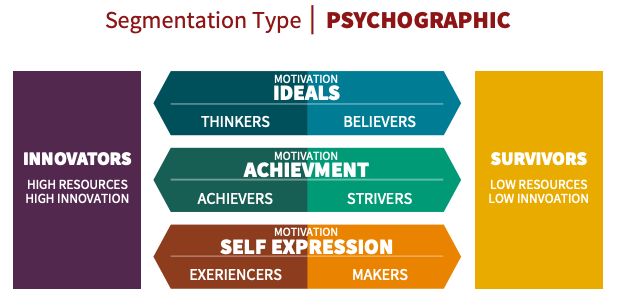 Segmentation Type | PSYCHOGRAPHIC
INNOVATORS
HIGH RESOURCES
HIGH INNOVATION
MOTIVATION
IDEALS
THINKERS BELIEVERS
MOTIVATION
ACHIEVMENT
ACHIEVERS STRIVERS
MOTIVATION
SELF EXPRESSION
EXERIENCERS MAKERS
SURVIVORS
LOW RESOURCES
LOW INNVOATION